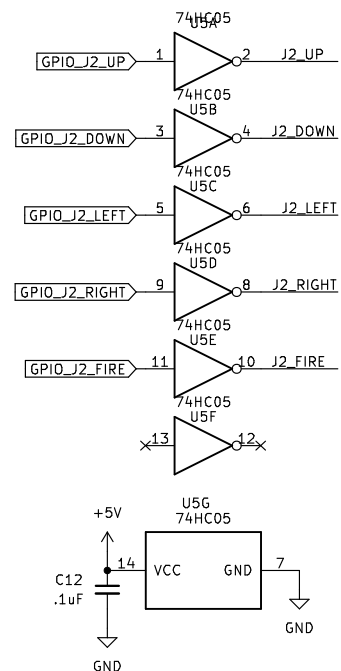 74HC05
U5A
GPIO_J2_UP 1 2 J2_UP
74HC05
U5B
GPIO_J2_DOWN 3 4 J2_DOWN
74HC05
U5C
GPIO_J2_LEFT 5 6 J2_LEFT
74HC05
U5D
GPIO_J2_RIGHT 9 8 J2_RIGHT
74HC05
U5E
GPIO_J2_FIRE 11 10 J2_FIRE
74HC05
U5F
13 12
U5G
74HC05
+5V
14 VCC GND 7
C12
.1uF
GND
GND